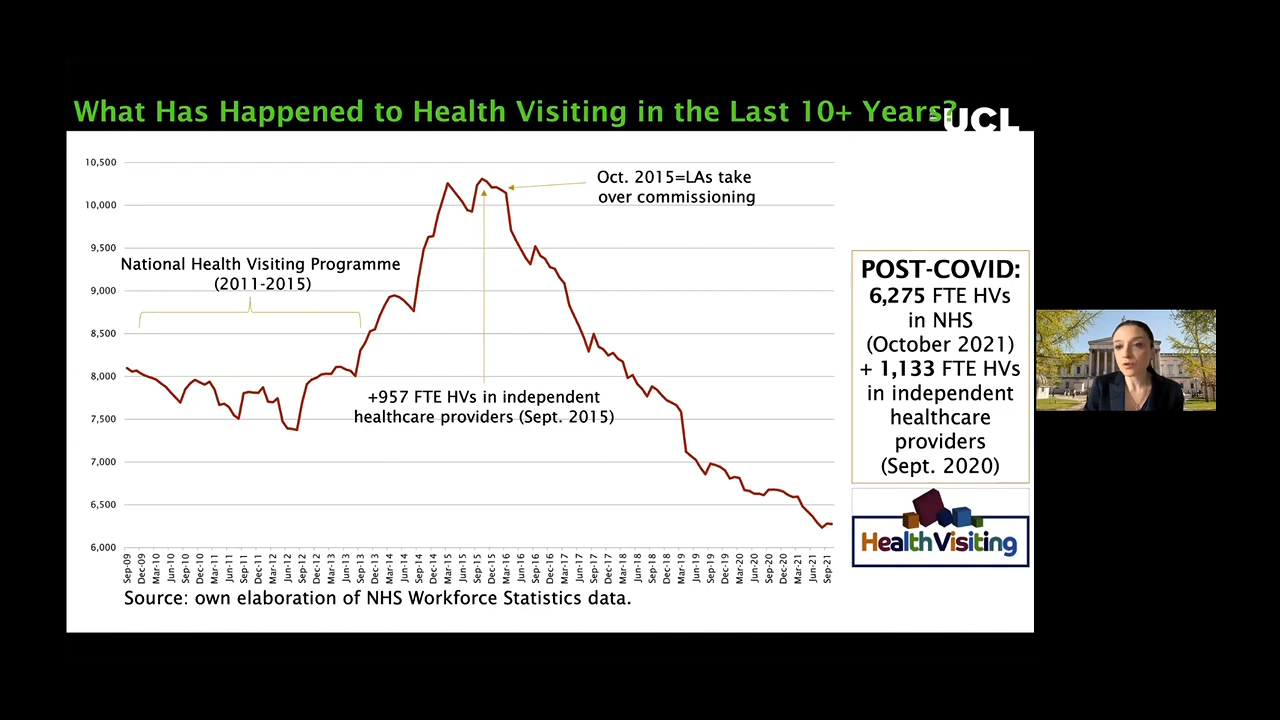 What Has Happened to Health Visiting in the Last 10+ Years?
UCL
10,500
10,000
9,500
9,000
8,500
8,000
7,500
7,000
6,500
6,000
Oct. 2015=LAs take
over commissioning
National Health Visiting Programme
(2011-2015)
+957 FTE HVs in independent
healthcare providers (Sept. 2015)
Sep-09
Dec-09
Mar-10
Jun-10
Sep-10
Dec-10
Mar-11
Jun-11
Sep-11
Dec-11
Mar-12
Jun-12
Sep-12
Dec-12
Mar-13
Jun-13
Sep-13
Dec-13
Mar-14
Jun-14
Sep-14
Dec-14
Mar-15
Jun-15
Sep-15
Dec-15
Mar-16
Jun-16
Sep-16
Dec-16
Mar-17
Jun-17
Sep-17
Dec-17
Mar-18
Jun-18
Sep-18
Dec-18
Mar-19
Jun-19
Sep-19
Dec-19
Mar-20
Jun-20
Sep-20
Dec-20
Mar-21
Jun-21
Sep-21
Source: own elaboration of NHS Workforce Statistics data.
POST-COVID:
6,275 FTE HVs
in NHS
(October 2021)
+ 1,133 FTE HVs
in independent
healthcare
providers
(Sept. 2020)
HealthVisiting